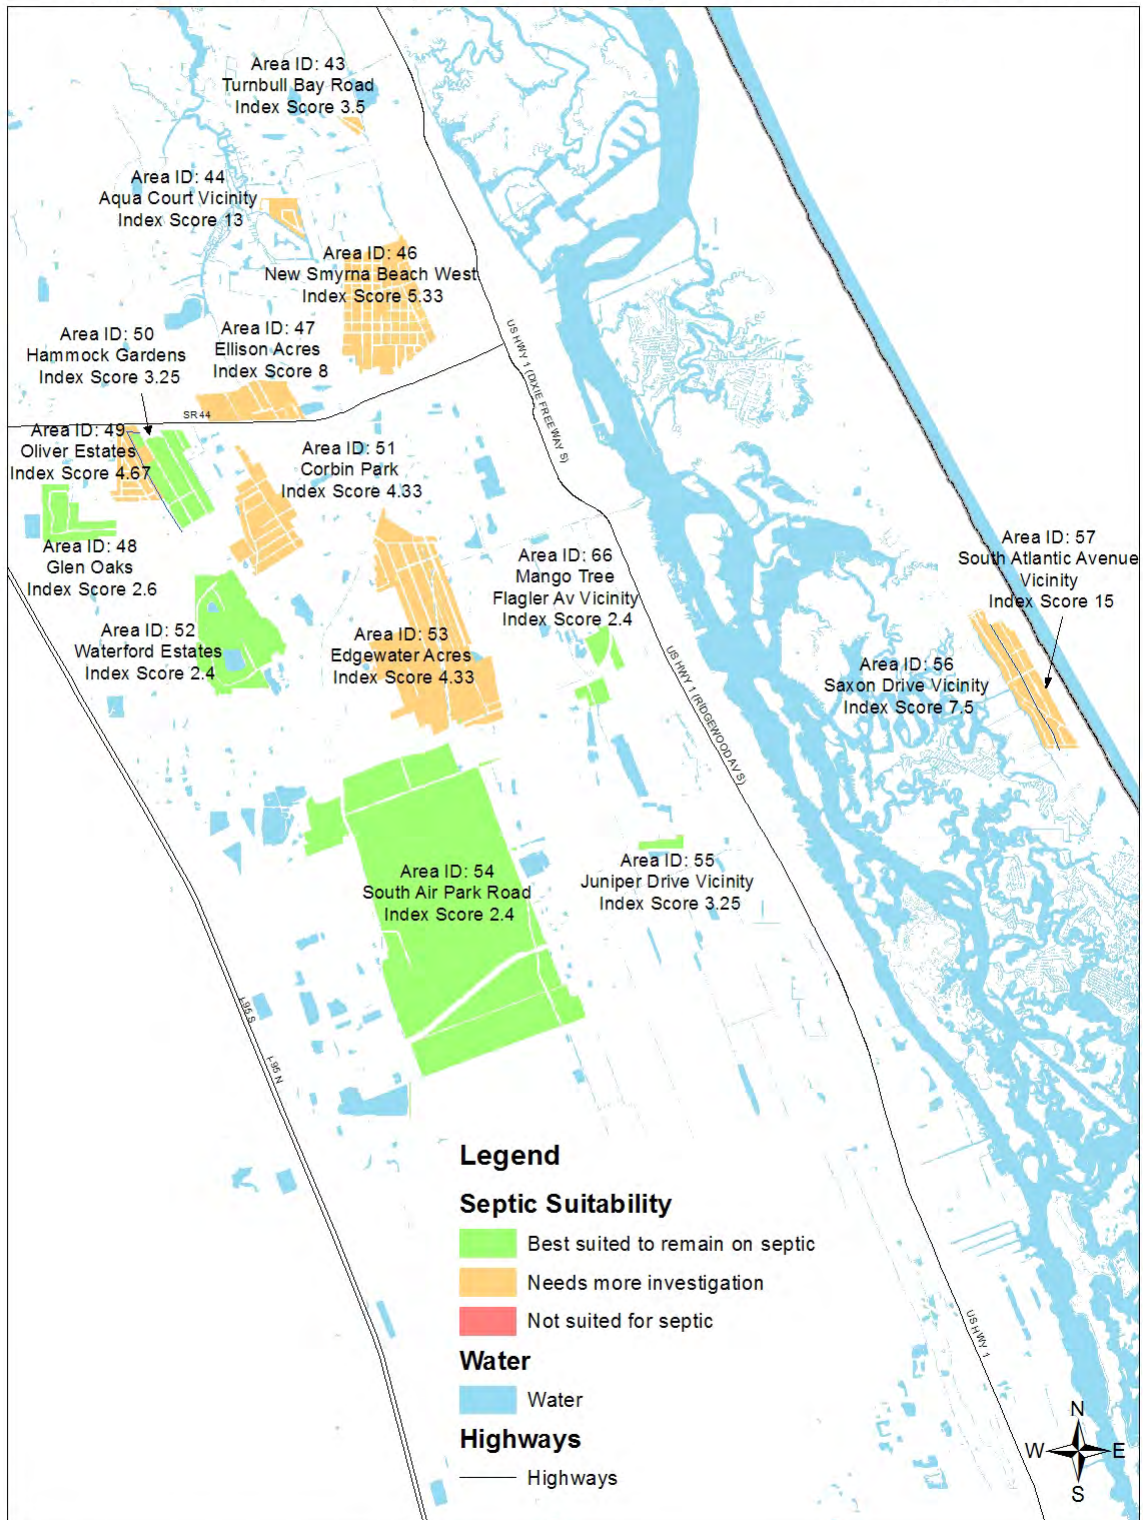 Area ID: 43
Turnbull Bay Road
Index Score 3.5
Area ID: 44
Aqua Court Vicinity
Index Score 13
Area ID: 46
New Smyrna Beach West
Index Score 5.33
Area ID: 50
Hammock Gardens
Index Score 3.25
Area ID: 47
Ellison Acres
Index Score 8
US HWY 1 (DIXIE FREEWAY S)
SR 44
Area ID: 49
Oliver Estates
Index Score 4.67
Area ID: 51
Corbin Park
Index Score 4.33
Area ID: 48
Glen Oaks
Index Score 2.6
Area ID: 66
Mango Tree
Flagler Av Vicinity
Index Score 2.4
Area ID: 57
South Atlantic Avenue
Vicinity
Index Score 15
Area ID: 52
Waterford Estates
Index Score 2.4
Area ID: 53
Edgewater Acres
Index Score 4.33
US HWY 1 (RIDGEWOOD AV S)
Area ID: 56
Saxon Drive Vicinity
Index Score 7.5
Area ID: 54
South Air Park Road
Index Score 2.4
Area ID: 55
Juniper Drive Vicinity
Index Score 3.25
I-95 S
I-95 N
Legend
Septic Suitability
Best suited to remain on septic
Needs more investigation
Not suited for septic
Water
Water
Highways
Highways
US HWY 1
N
W
E
S